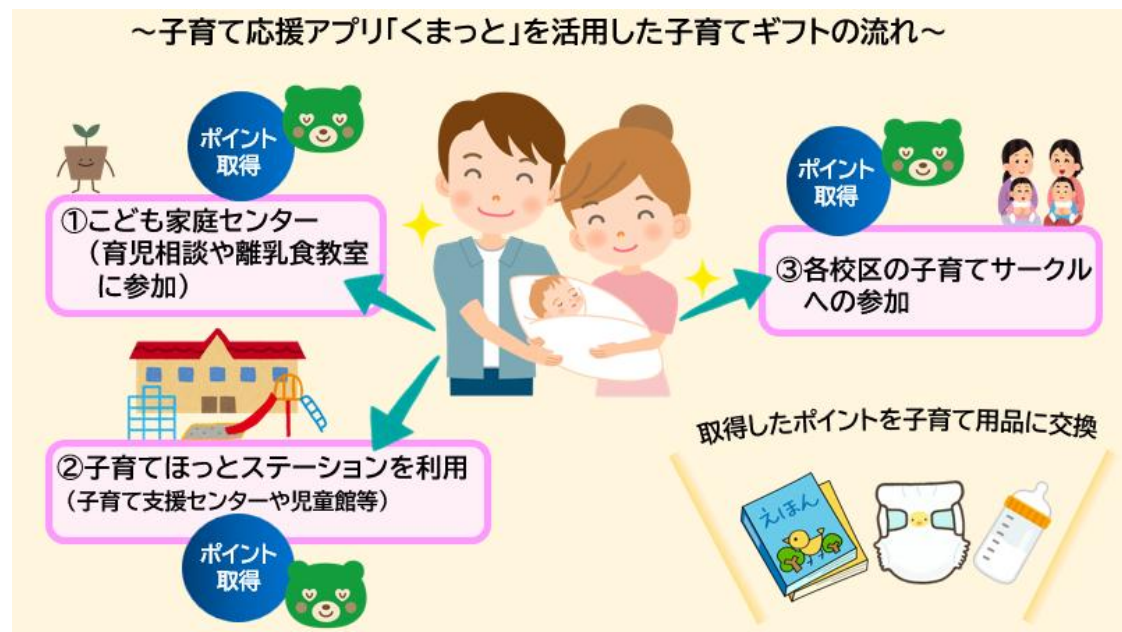 ～子育て応援アプリ「くまっと」を活用した子育てギフトの流れ～
ポイント
取得
①こども家庭センター
（育児相談や離乳食教室
に参加）
②子育てほっとステーションを利用
（子育て支援センターや児童館等）
ポイント
取得
ポイント
取得
③各校区の子育てサークル
への参加
取得したポイントを子育て用品に交換
えほん